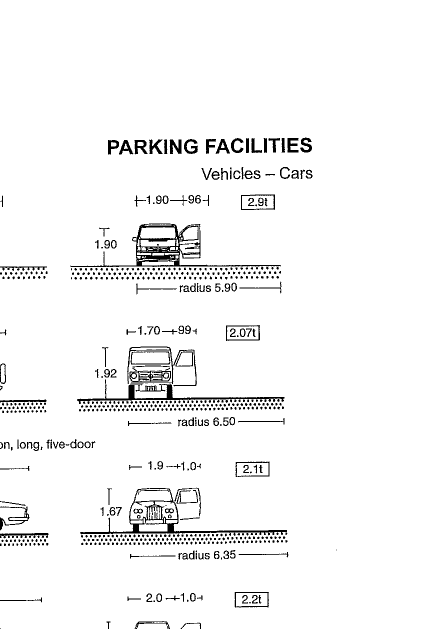 PARKING FACILITIES
Vehicles – Cars
1.90 96 2.9t
1.90
radius 5.90
1.70 99 2.07t
1.92
radius 6.50
on, long, five-door
1.9 1.0 2.1t
1.67
radius 6.35
2.0 1.0 2.2t